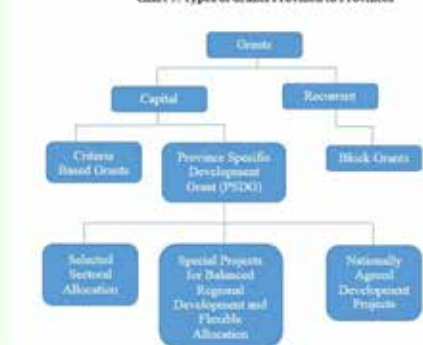 Grants
Capital
Recurrent
Criteria
Based Grants
Province Specific
Development
Grant (PSDG)
Block Grants
Selected
Sectoral
Allocation
Special Projects
for Balanced
Regional
Development and
Flexible
Allocation
Nationally
Agreed
Development
Projects